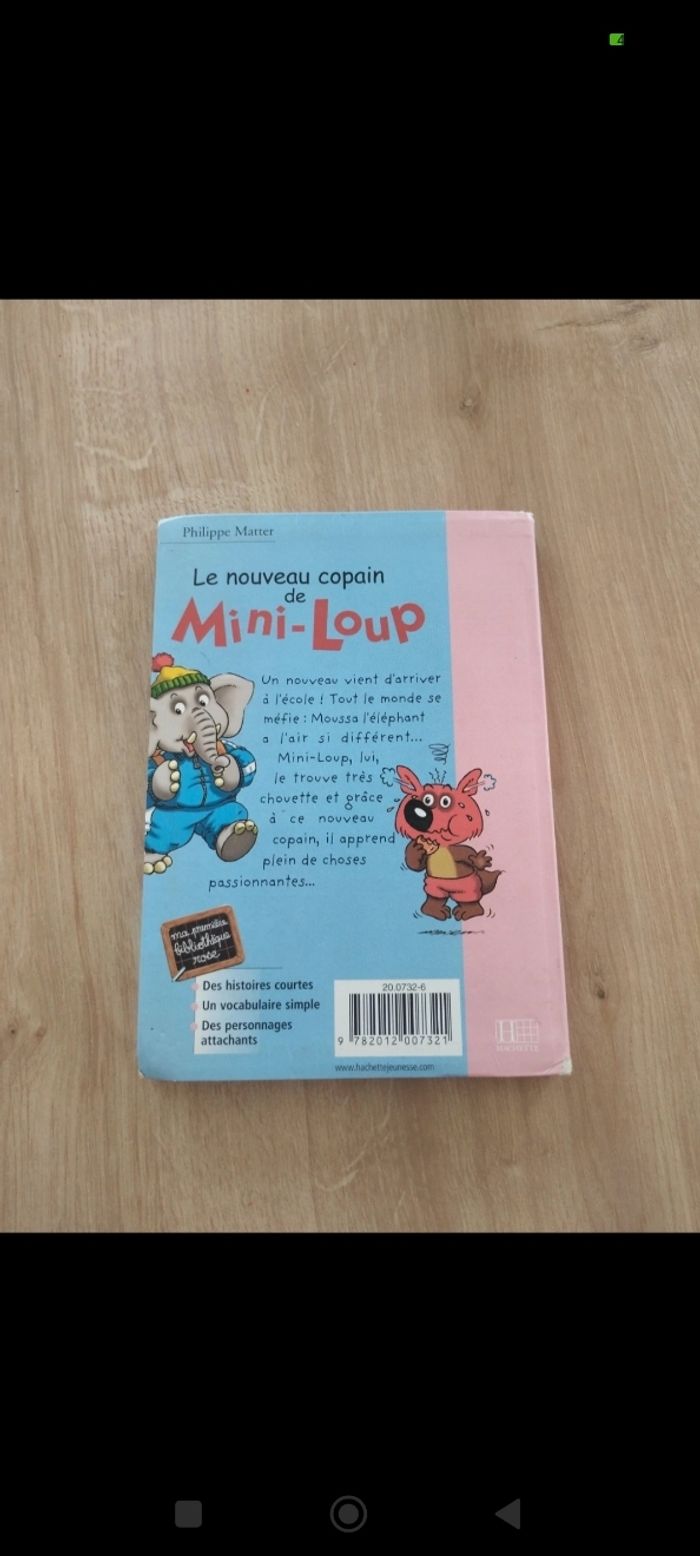 Philippe Matter
Le nouveau copain
de
Mini-Loup
Un nouveau vient d'arriver
à l'école ! Tout le monde se
méfie : Moussa l'éléphant
a l'air si différent...
Mini-Loup, lui,
le trouve très
chouette et grâce
à ce nouveau
copain, il apprend
plein de choses
passionnantes...
ma première
bibliothèque
rose
Des histoires courtes
Un vocabulaire simple
Des personnages
attachants
20.0732-6
9 782012 007321
www.hachettejeunesse.com
H
HACHETTE